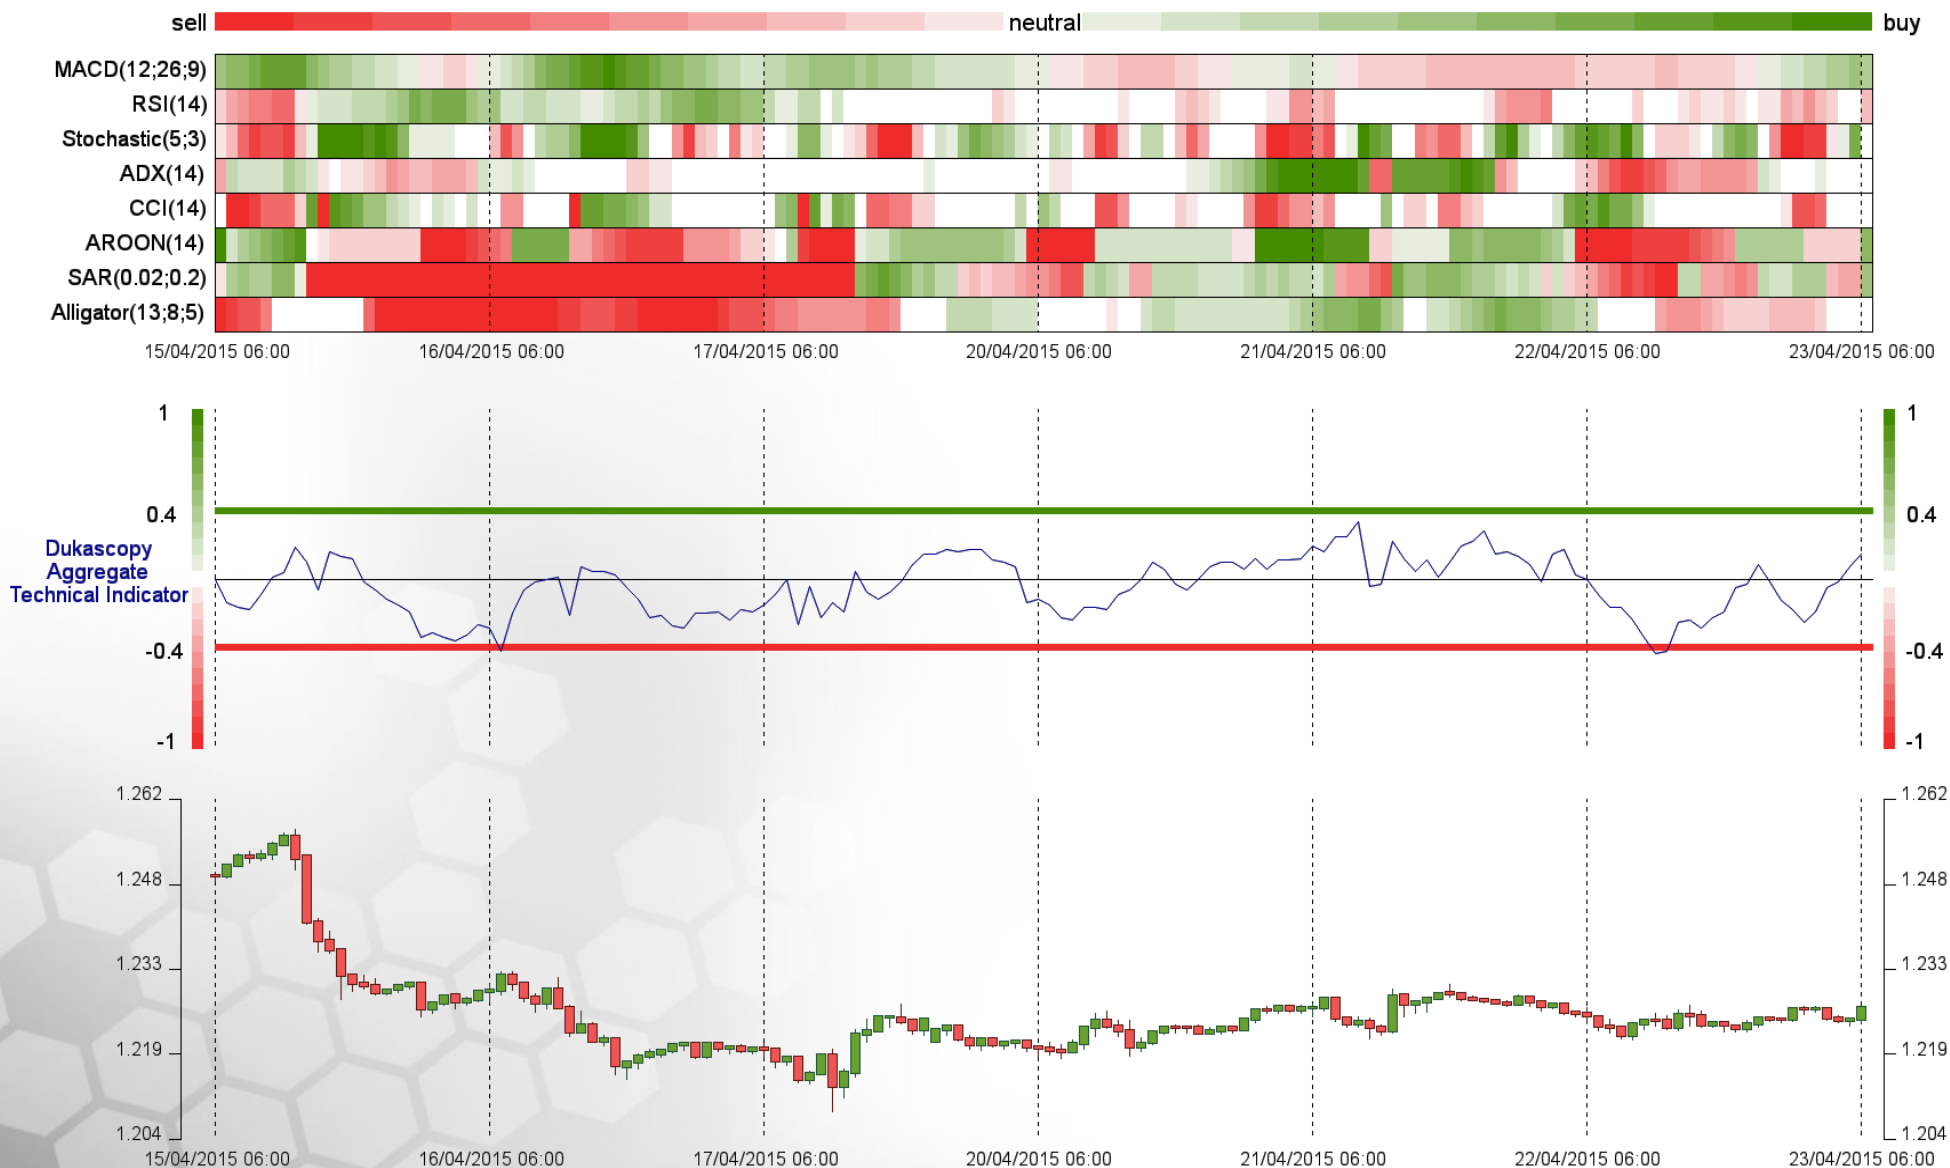 sell neutral buy
MACD(12;26;9)
RSI(14)
Stochastic(5;3)
ADX(14)
CCI(14)
AROON(14)
SAR(0.02;0.2)
Alligator(13;8;5)
15/04/2015 06:00 16/04/2015 06:00 17/04/2015 06:00 20/04/2015 06:00 21/04/2015 06:00 22/04/2015 06:00 23/04/2015 06:00
1 1
0.4 0.4
Dukascopy
Aggregate
Technical Indicator
-0.4 -0.4
-1 -1
1.262 1.262
1.248 1.248
1.233 1.233
1.219 1.219
1.204 1.204
15/04/2015 06:00 16/04/2015 06:00 17/04/2015 06:00 20/04/2015 06:00 21/04/2015 06:00 22/04/2015 06:00 23/04/2015 06:00